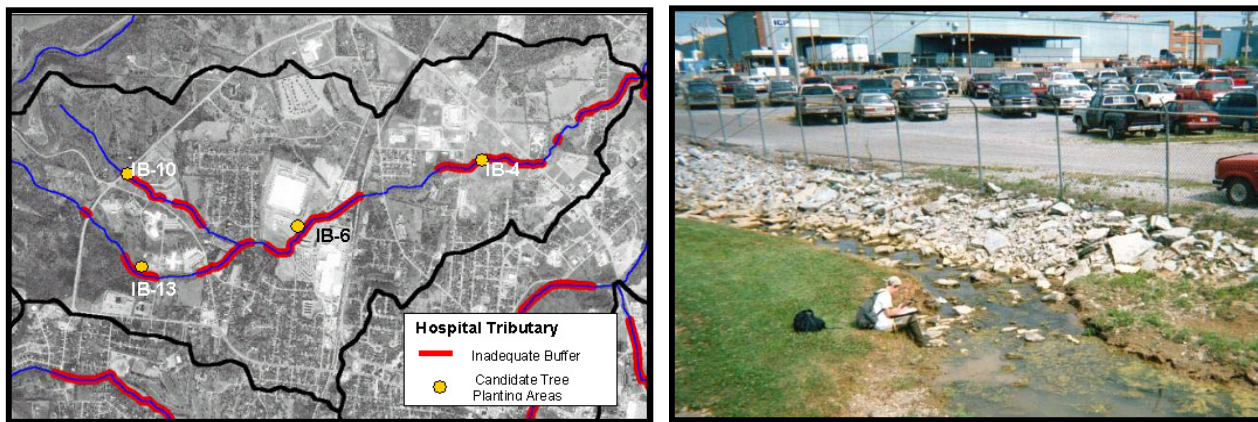 IB-10
IB-4
IB-6
IB-13
Hospital Tributary
Inadequate Buffer
Candidate Tree
Planting Areas